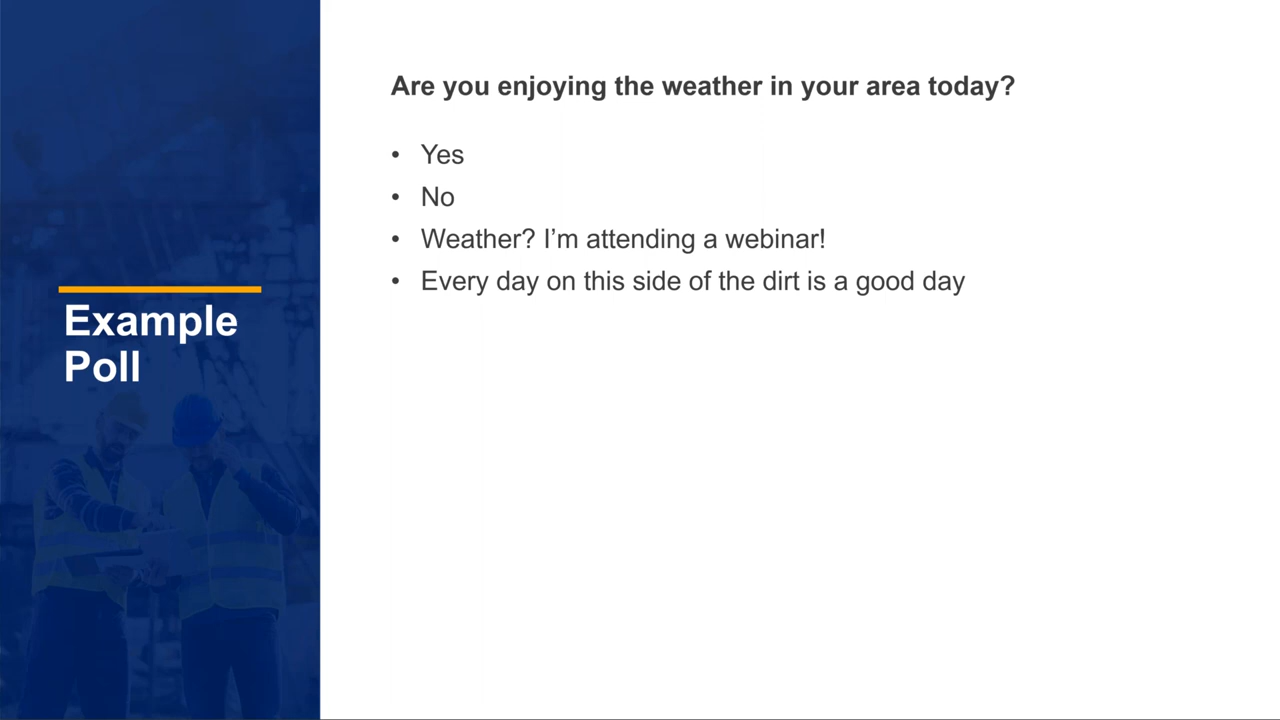 Example
Poll
Are you enjoying the weather in your area today?
• Yes
• No
• Weather? I’m attending a webinar!
• Every day on this side of the dirt is a good day